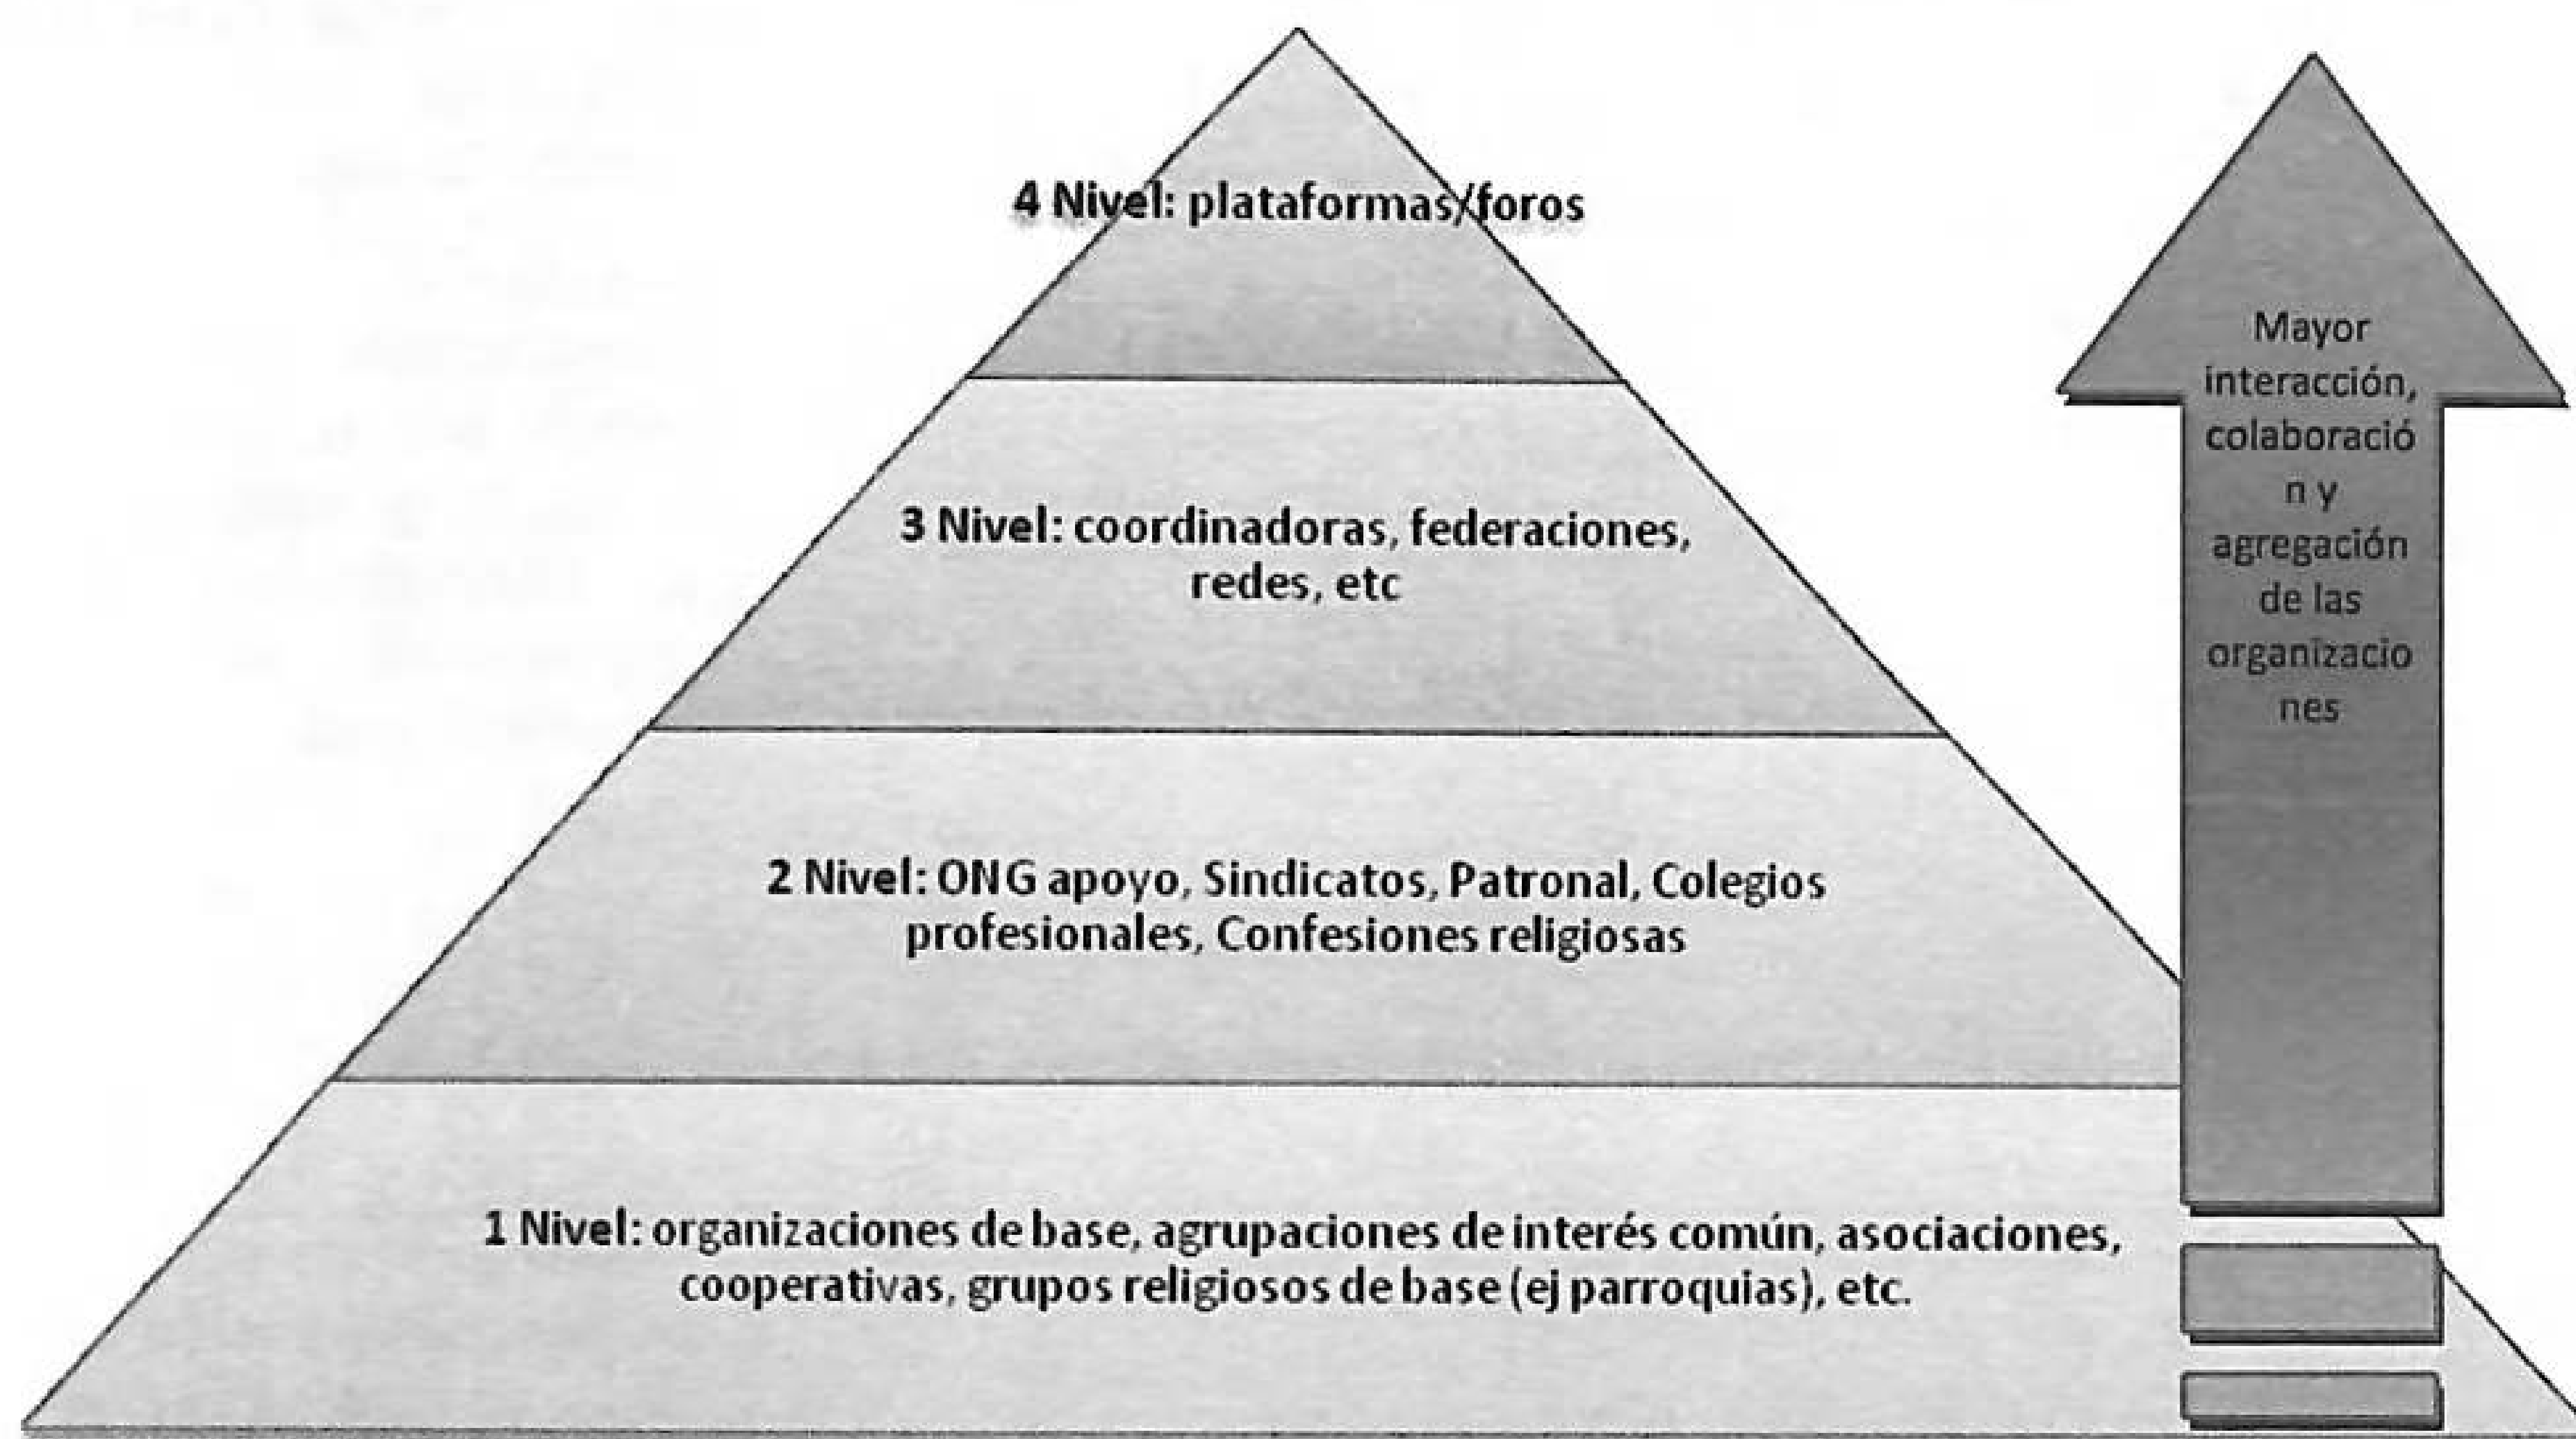 4 Nivel: plataformas/foros
3 Nivel: coordinadoras, federaciones,
redes, etc
2 Nivel: ONG apoyo, Sindicatos, Patronal, Colegios
profesionales, Confesiones religiosas
1 Nivel: organizaciones de base, agrupaciones de interés común, asociaciones,
cooperativas, grupos religiosos de base (ej parroquias), etc.
Mayor
interacción,
colaboració
n y
agregación
de las
organizacio
nes